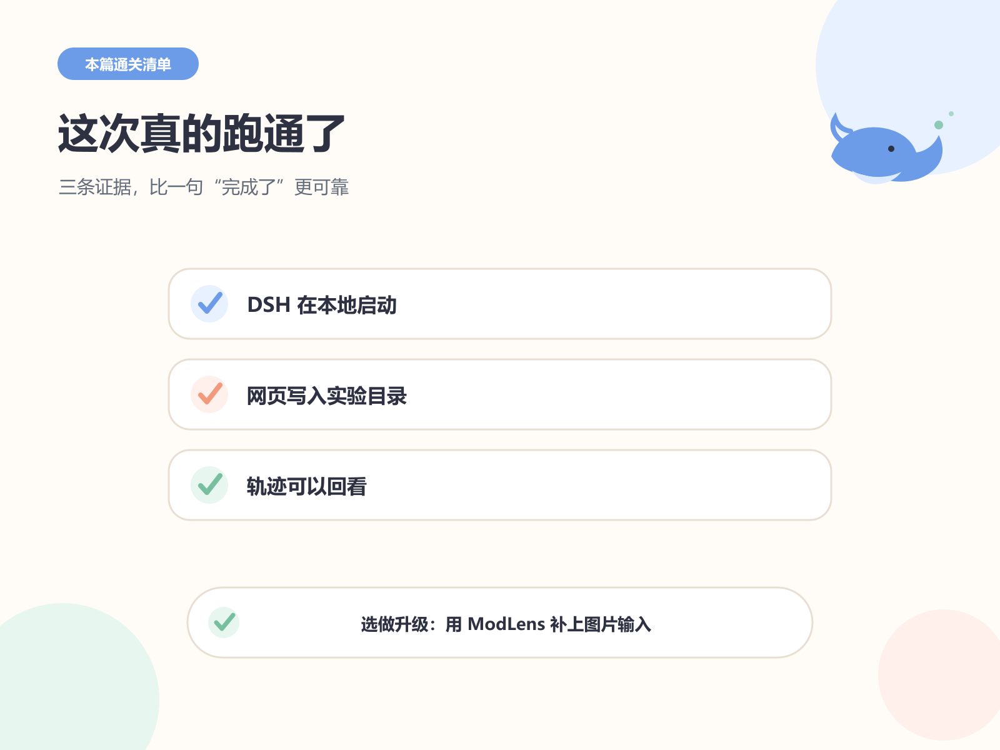 本篇通关清单
这次真的跑通了
三条证据，比一句“完成了”更可靠
DSH 在本地启动
网页写入实验目录
轨迹可以回看
选做升级：用 ModLens 补上图片输入